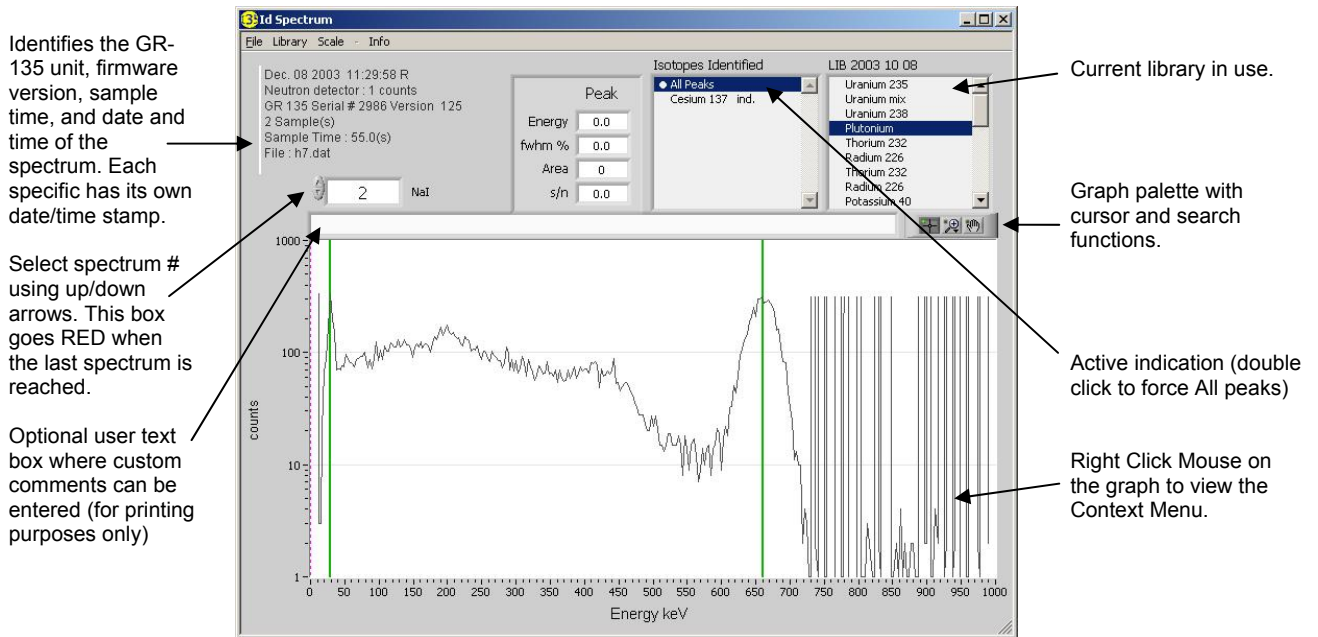 Identifies the GR-
135 unit, firmware
version, sample
time, and date and
time of the
spectrum. Each
specific has its own
date/time stamp.
Select spectrum #
using up/down
arrows. This box
goes RED when
the last spectrum is
reached.
Optional user text
box where custom
comments can be
entered (for printing
purposes only)
Id Spectrum
File Library Scale - Info
Dec. 08 2003 11:29:58 R
Neutron detector : 1 counts
GR 135 Serial # 2986 Version 125
2 Sample(s)
Sample Time : 55.0(s)
File : h7.dat
2 NaI
Peak
Energy 0.0
fwhm % 0.0
Area 0
s/n 0.0
Isotopes Identified
All Peaks
Cesium 137 ind.
LIB 2003 10 08
Uranium 235
Uranium mix
Uranium 238
Plutonium
Thorium 232
Radium 226
Thorium 232
Radium 226
Potassium 40
1000
100
10
1
counts
0 50 100 150 200 250 300 350 400 450 500 550 600 650 700 750 800 850 900 950 1000
Energy keV
Current library in use.
Graph palette with
cursor and search
functions.
Active indication (double
click to force All peaks)
Right Click Mouse on
the graph to view the
Context Menu.